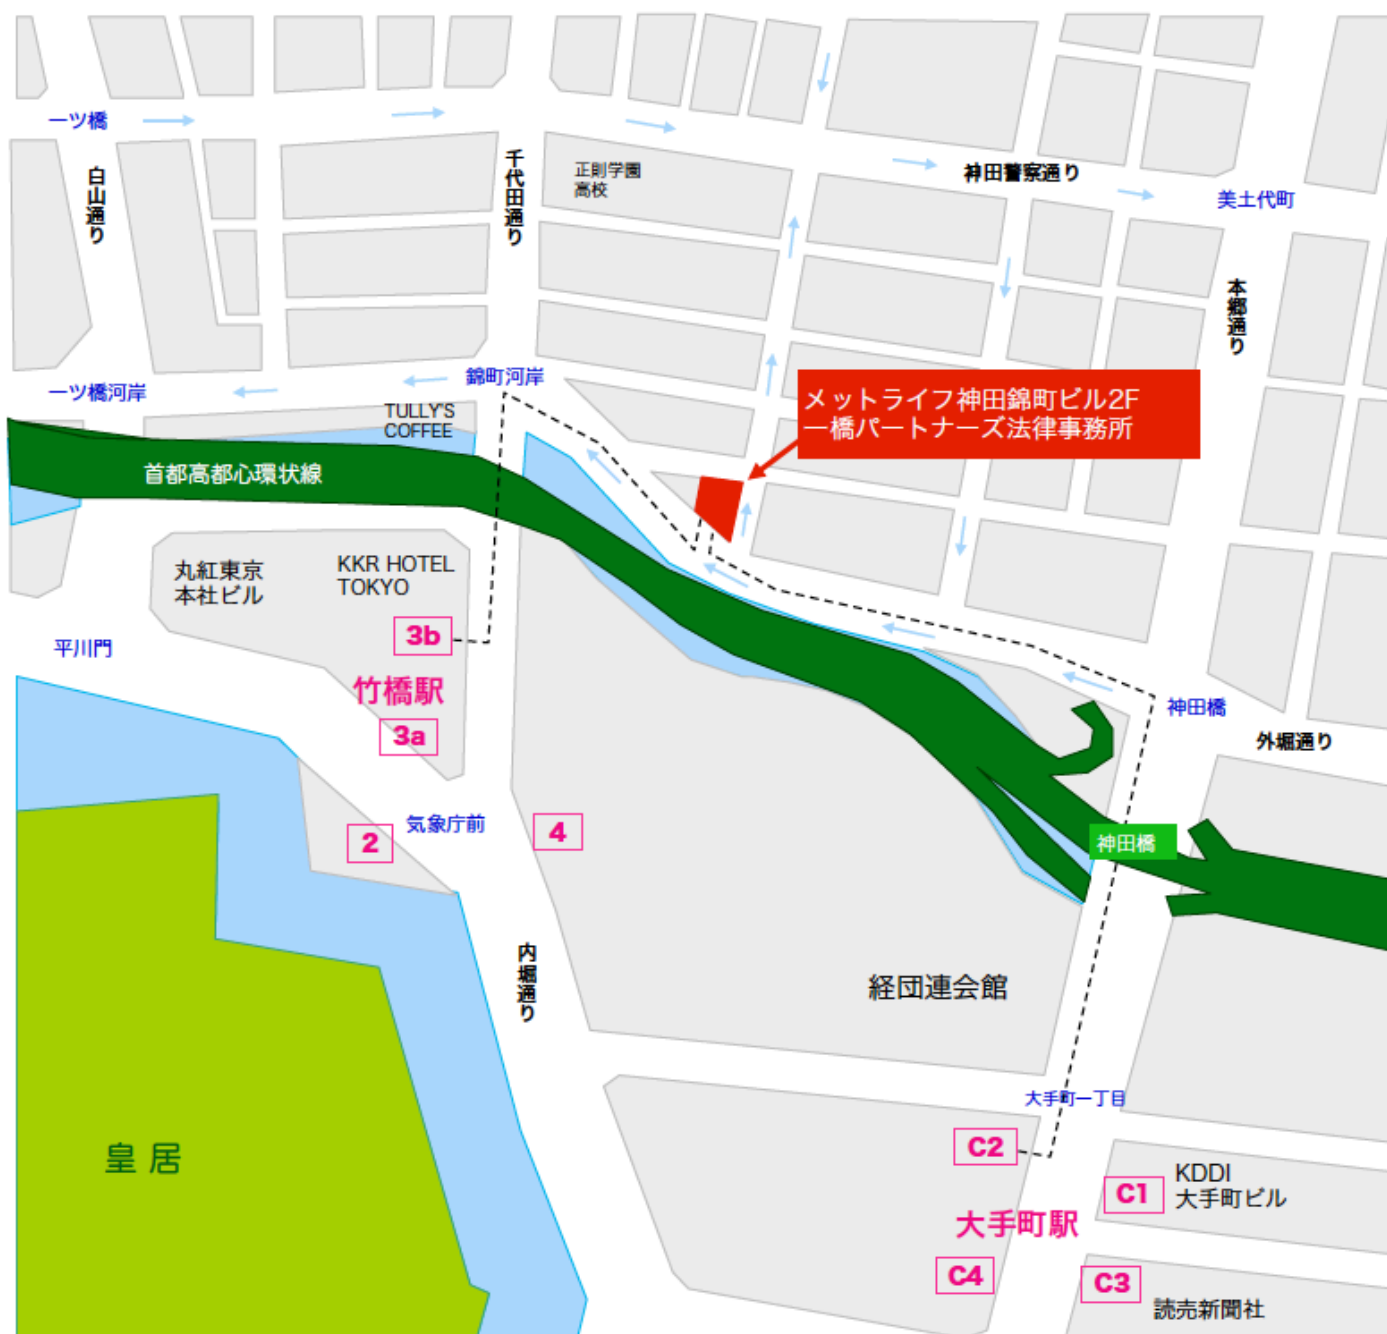 一ツ橋
白山通り
千代田通り
正則学園
高校
神田警察通り
美土代町
本郷通り
一ツ橋河岸
錦町河岸
TULLY'S
COFFEE
メットライフ神田錦町ビル2F
一橋パートナーズ法律事務所
首都高都心環状線
丸紅東京
本社ビル
KKR HOTEL
TOKYO
3b
平川門
竹橋駅
3a
神田橋
外堀通り
2
気象庁前
4
神田橋
内堀通り
経団連会館
大手町一丁目
皇居
C2
C1
KDDI
大手町ビル
大手町駅
C4
C3
読売新聞社